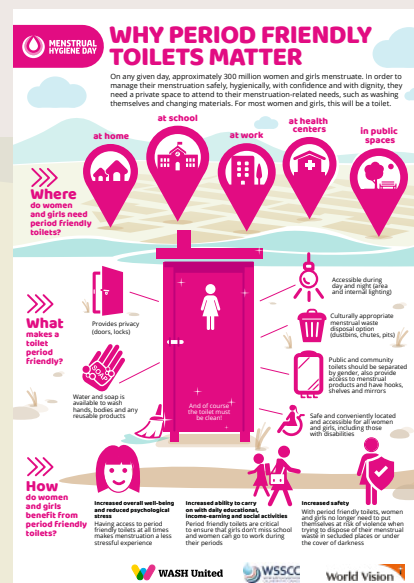 MENSTRUAL
HYGIENE DAY
WHY PERIOD FRIENDLY
TOILETS MATTER
On any given day, approximately 300 million women and girls menstruate. In order to
manage their menstruation safely, hygienically, with confidence and with dignity, they
need a private space to attend to their menstruation-related needs, such as washing
themselves and changing materials. For most women and girls, this will be a toilet.
at home
at school
at work
at health
centers
in public
spaces
Where
do women
and girls need
period friendly
toilets?
What
makes a
toilet
period
friendly?
Provides privacy
(doors, locks)
SOAP
Water and soap is
available to wash
hands, bodies and any
reusable products
And of course
the toilet must
be clean!
Accessible during
day and night (area
and internal lighting)
Culturally appropriate
menstrual waste
disposal option
(dustbins, chutes, pits)
Public and community
toilets should be separated
by gender, also provide
access to menstrual
products and have hooks,
shelves and mirrors
Safe and conveniently located
and accessible for all women
and girls, including those
with disabilities
How
do women
and girls
benefit from
period friendly
toilets?
Increased overall well-being
and reduced psychological
stress
Having access to period
friendly toilets at all times
makes menstruation a less
stressful experience
Increased ability to carry
on with daily educational,
income-earning and social activities
Period friendly toilets are critical
to ensure that girls don't miss school
and women can go to work during
their periods
Increased safety
With period friendly toilets, women
and girls no longer need to put
themselves at risk of violence when
trying to dispose of their menstrual
waste in secluded places or under
the cover of darkness
WASH United
WSSCC
World Vision